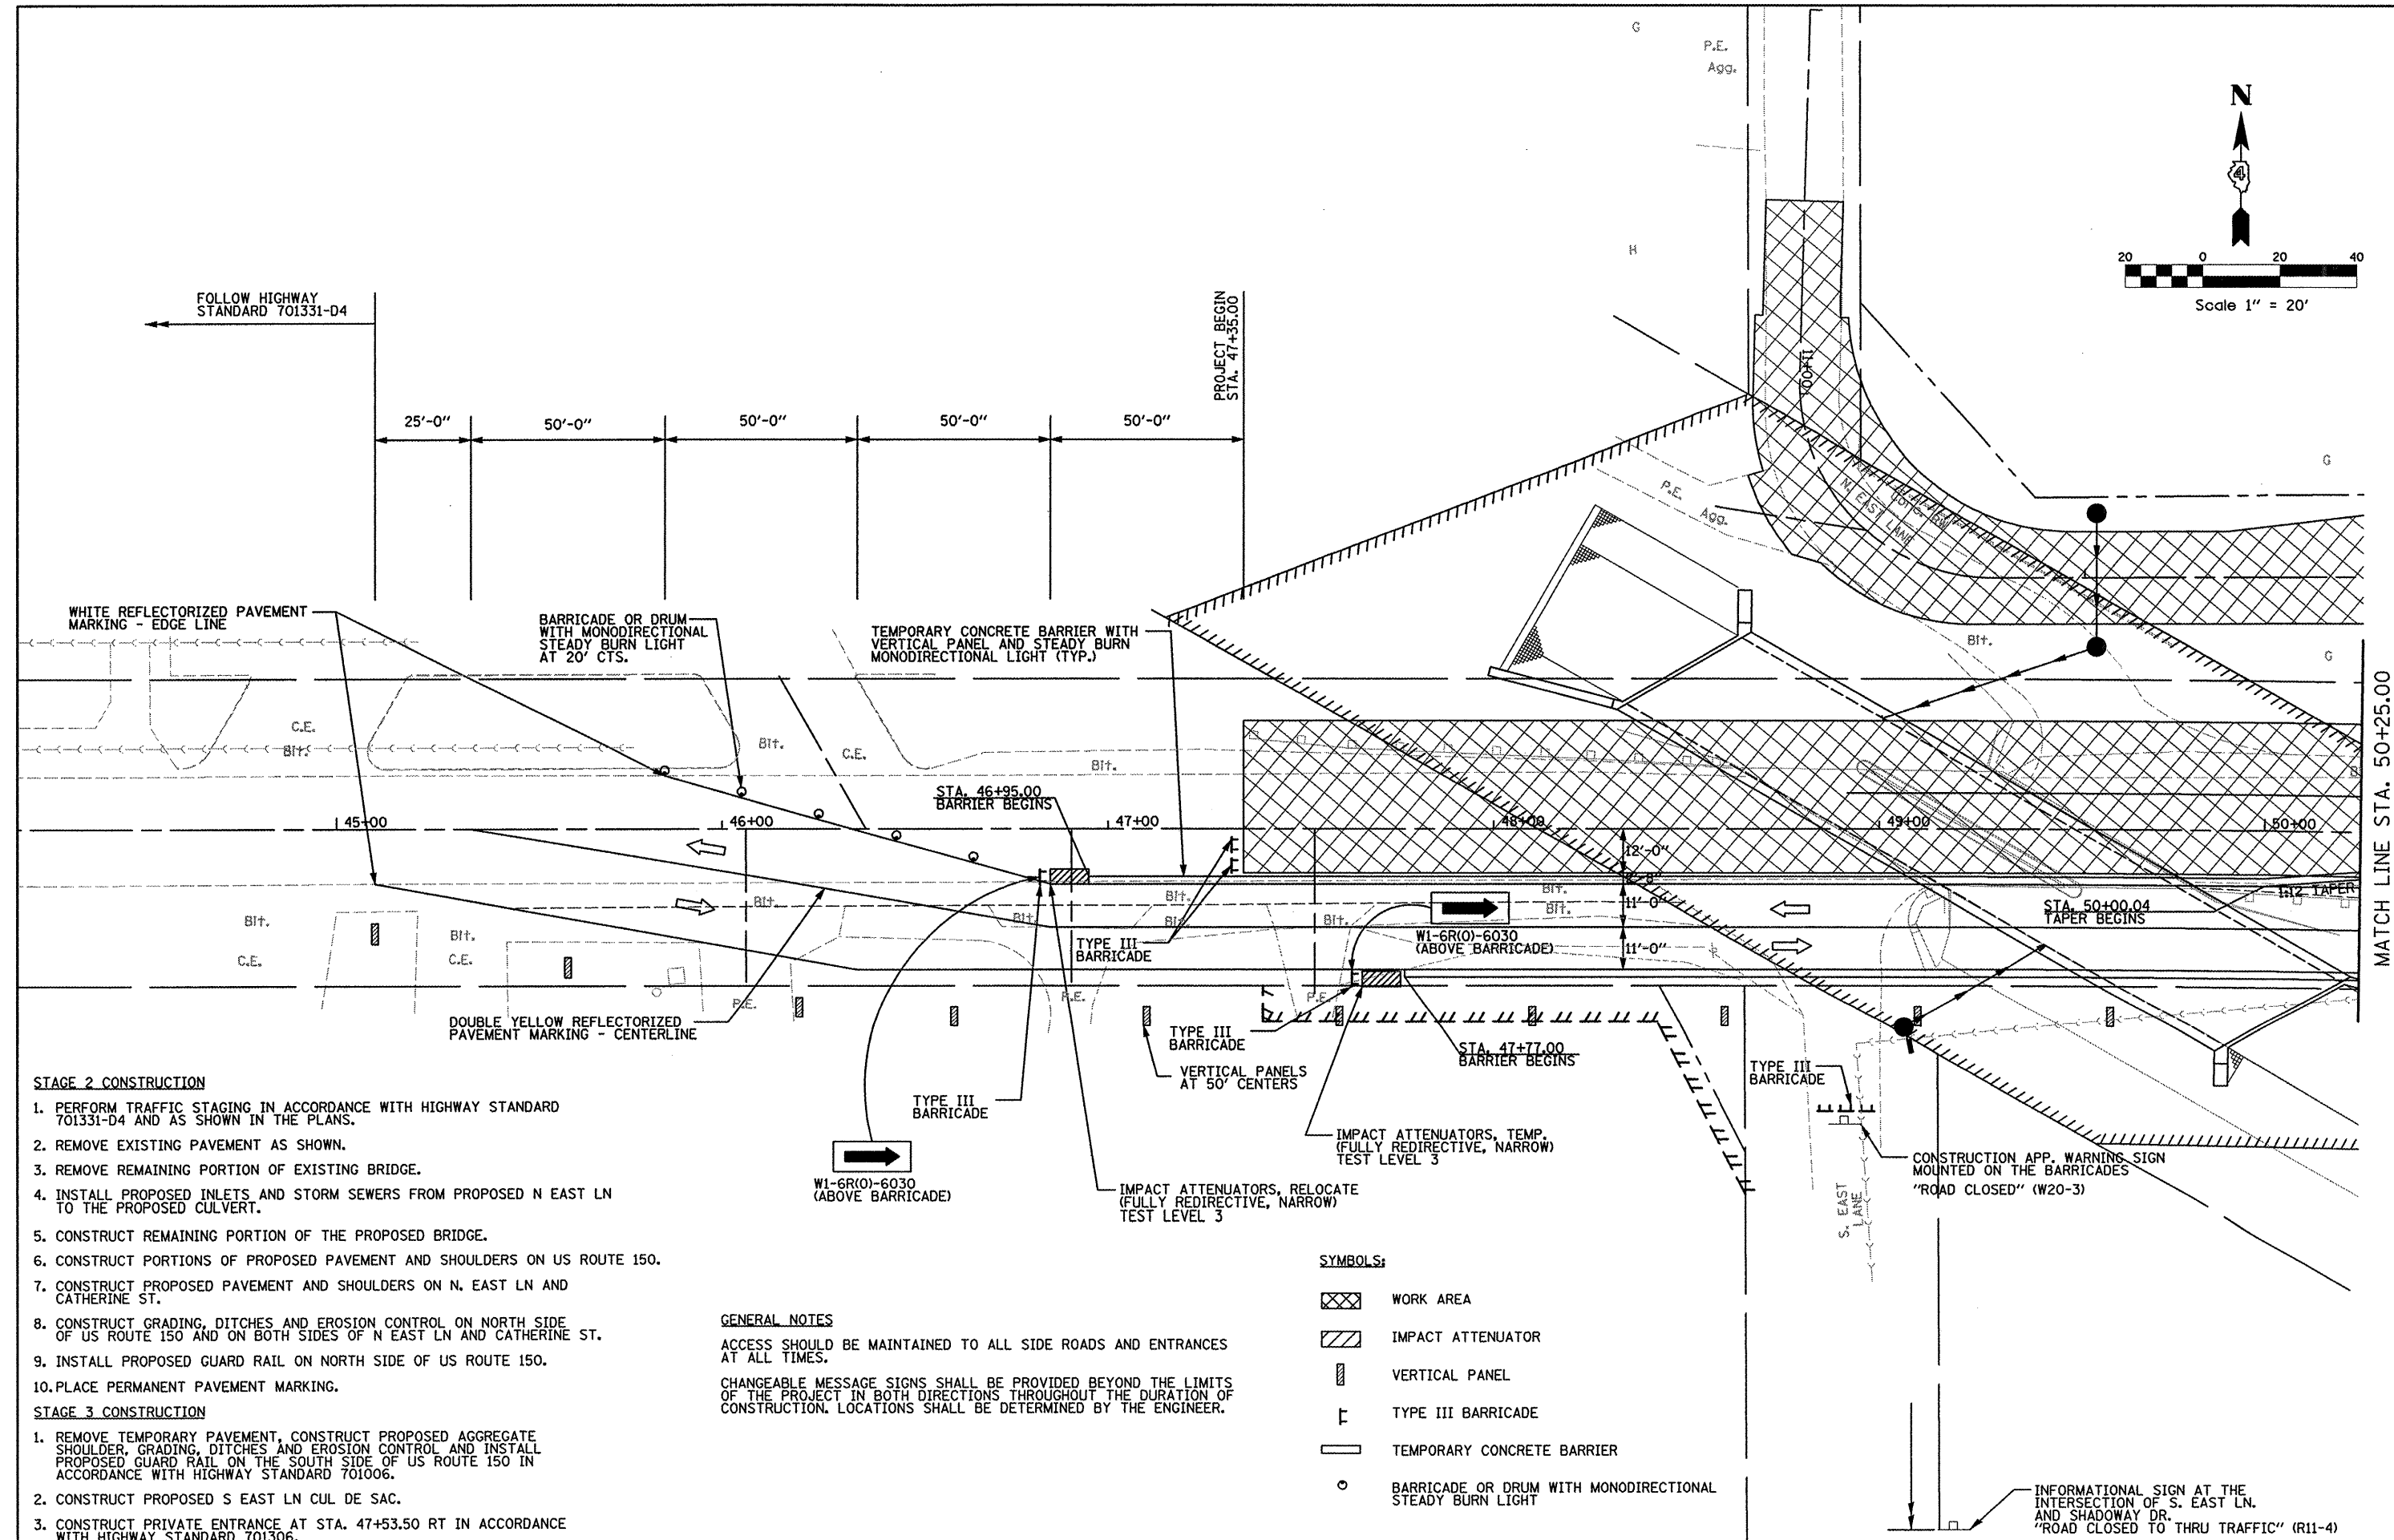 G
P.E.
Agg.
N
4
20 0 20 40
Scale 1" = 20'
H
FOLLOW HIGHWAY
STANDARD 701331-D4
PROJECT BEGIN
STA. 47+35.00
11+00
25'-0"
50'-0"
50'-0"
50'-0"
50'-0"
G
P.E.
Agg.
N. EAST LANE
WHITE REFLECTORIZED PAVEMENT
MARKING - EDGE LINE
BARRICADE OR DRUM
WITH MONODIRECTIONAL
STEADY BURN LIGHT
AT 20' CTS.
TEMPORARY CONCRETE BARRIER WITH
VERTICAL PANEL AND STEADY BURN
MONODIRECTIONAL LIGHT (TYP.)
Bit.
G
MATCH LINE STA. 50+25.00
C.E.
Bit.
Bit.
C.E.
Bit.
STA. 46+95.00
BARRIER BEGINS
45+00
46+00
47+00
48+00
49+00
50+00
12'-0"
11'-0"
11'-0"
1:12 TAPER
STA. 50+00.04
TAPER BEGINS
Bit.
Bit.
C.E.
Bit.
C.E.
Bit.
Bit.
Bit.
Bit.
Bit.
Bit.
TYPE III
BARRICADE
W1-6R(O)-6030
(ABOVE BARRICADE)
P.E.
P.E.
P.E.
DOUBLE YELLOW REFLECTORIZED
PAVEMENT MARKING - CENTERLINE
TYPE III
BARRICADE
STA. 47+77.00
BARRIER BEGINS
VERTICAL PANELS
AT 50' CENTERS
TYPE III
BARRICADE
TYPE III
BARRICADE
W1-6R(O)-6030
(ABOVE BARRICADE)
IMPACT ATTENUATORS, TEMP.
(FULLY REDIRECTIVE, NARROW)
TEST LEVEL 3
IMPACT ATTENUATORS, RELOCATE
(FULLY REDIRECTIVE, NARROW)
TEST LEVEL 3
CONSTRUCTION APP. WARNING SIGN
MOUNTED ON THE BARRICADES
"ROAD CLOSED" (W20-3)
S. EAST
LANE
STAGE 2 CONSTRUCTION
1. PERFORM TRAFFIC STAGING IN ACCORDANCE WITH HIGHWAY STANDARD
701331-D4 AND AS SHOWN IN THE PLANS.
2. REMOVE EXISTING PAVEMENT AS SHOWN.
3. REMOVE REMAINING PORTION OF EXISTING BRIDGE.
4. INSTALL PROPOSED INLETS AND STORM SEWERS FROM PROPOSED N EAST LN
TO THE PROPOSED CULVERT.
5. CONSTRUCT REMAINING PORTION OF THE PROPOSED BRIDGE.
6. CONSTRUCT PORTIONS OF PROPOSED PAVEMENT AND SHOULDERS ON US ROUTE 150.
7. CONSTRUCT PROPOSED PAVEMENT AND SHOULDERS ON N. EAST LN AND
CATHERINE ST.
8. CONSTRUCT GRADING, DITCHES AND EROSION CONTROL ON NORTH SIDE
OF US ROUTE 150 AND ON BOTH SIDES OF N EAST LN AND CATHERINE ST.
9. INSTALL PROPOSED GUARD RAIL ON NORTH SIDE OF US ROUTE 150.
10. PLACE PERMANENT PAVEMENT MARKING.
STAGE 3 CONSTRUCTION
1. REMOVE TEMPORARY PAVEMENT, CONSTRUCT PROPOSED AGGREGATE
SHOULDER, GRADING, DITCHES AND EROSION CONTROL AND INSTALL
PROPOSED GUARD RAIL ON THE SOUTH SIDE OF US ROUTE 150 IN
ACCORDANCE WITH HIGHWAY STANDARD 701006.
2. CONSTRUCT PROPOSED S EAST LN CUL DE SAC.
3. CONSTRUCT PRIVATE ENTRANCE AT STA. 47+53.50 RT IN ACCORDANCE
WITH HIGHWAY STANDARD 701306.
GENERAL NOTES
ACCESS SHOULD BE MAINTAINED TO ALL SIDE ROADS AND ENTRANCES
AT ALL TIMES.
CHANGEABLE MESSAGE SIGNS SHALL BE PROVIDED BEYOND THE LIMITS
OF THE PROJECT IN BOTH DIRECTIONS THROUGHOUT THE DURATION OF
CONSTRUCTION. LOCATIONS SHALL BE DETERMINED BY THE ENGINEER.
SYMBOLS:
WORK AREA
IMPACT ATTENUATOR
VERTICAL PANEL
TYPE III BARRICADE
TEMPORARY CONCRETE BARRIER
BARRICADE OR DRUM WITH MONODIRECTIONAL
STEADY BURN LIGHT
INFORMATIONAL SIGN AT THE
INTERSECTION OF S. EAST LN.
AND SHADOWAY DR.
"ROAD CLOSED TO THRU TRAFFIC" (R11-4)